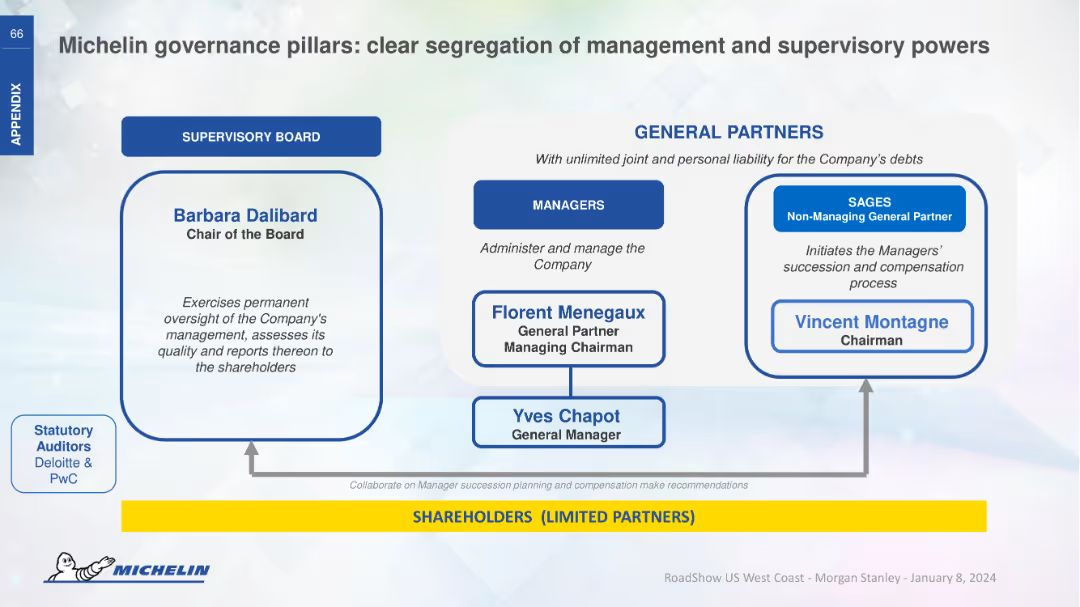 66
APPENDIX
Michelin governance pillars: clear segregation of management and supervisory powers
SUPERVISORY BOARD
Barbara Dalibard
Chair of the Board
Exercises permanent
oversight of the Company's
management, assesses its
quality and reports thereon to
the shareholders
GENERAL PARTNERS
With unlimited joint and personal liability for the Company's debts
MANAGERS
Administer and manage the
Company
Florent Menegaux
General Partner
Managing Chairman
Yves Chapot
General Manager
SAGES
Non-Managing General Partner
Initiates the Managers'
succession and compensation
process
Vincent Montagne
Chairman
Statutory
Auditors
Deloitte &
PwC
Collaborate on Manager succession planning and compensation make recommendations
SHAREHOLDERS (LIMITED PARTNERS)
MICHELIN
RoadShow US West Coast - Morgan Stanley - January 8, 2024